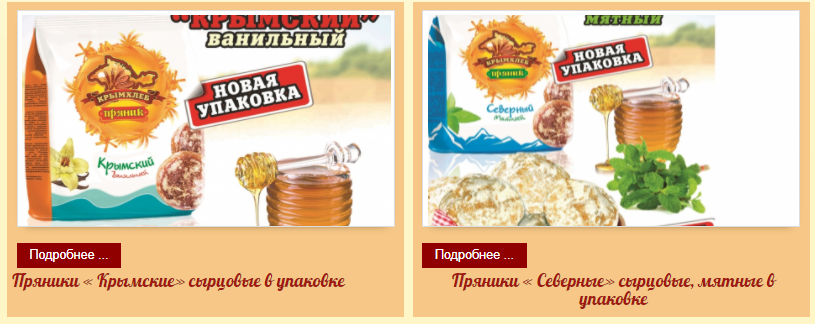 "КРЫМСКИЙ"
ванильный
НОВАЯ
УПАКОВКА
КРЫМХЛЕБ
пряник
Крымский
ванильный
Подробнее ...
Пряники « Крымские» сырцовые в упаковке
мятный
НОВАЯ
УПАКОВКА
КРЫМХЛЕБ
пряник
Северный
мятный
Подробнее ...
Пряники « Северные» сырцовые, мятные в
упаковке